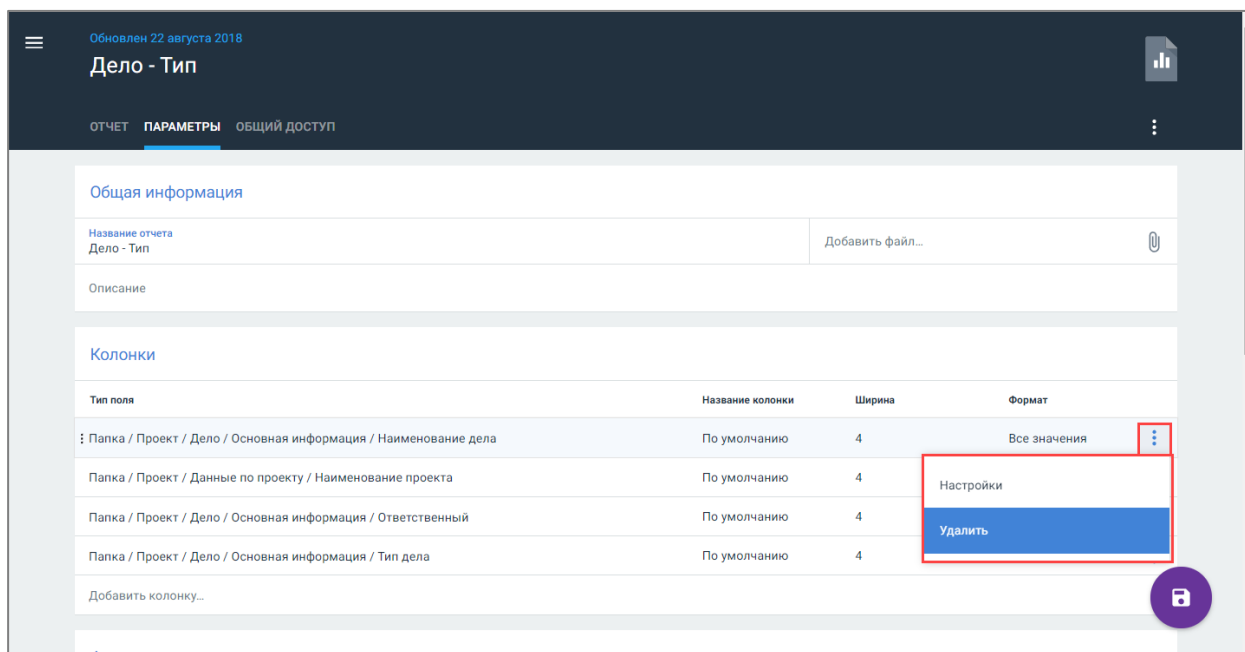 Обновлен 22 августа 2018
Дело - Тип
ОТЧЕТ ПАРАМЕТРЫ ОБЩИЙ ДОСТУП
Общая информация
Название отчета
Дело - Тип
Добавить файл...
Описание
Колонки
Тип поля Название колонки Ширина Формат
Папка / Проект / Дело / Основная информация / Наименование дела По умолчанию 4 Все значения
Папка / Проект / Данные по проекту / Наименование проекта По умолчанию 4
Настройки
Папка / Проект / Дело / Основная информация / Ответственный По умолчанию 4
Удалить
Папка / Проект / Дело / Основная информация / Тип дела По умолчанию 4
Добавить колонку...